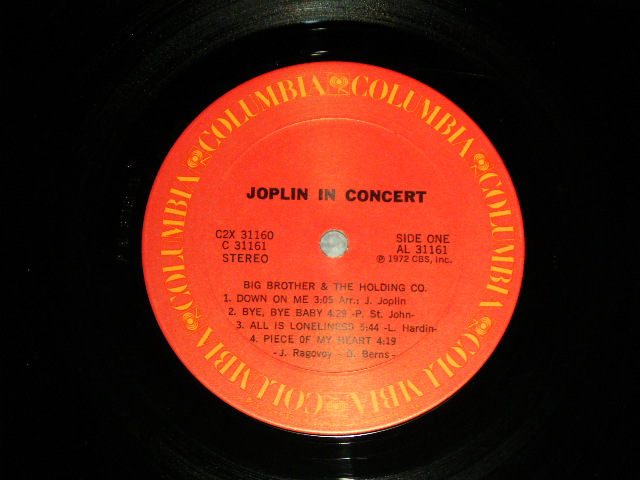 COLUMBIA COLUMBIA COLUMBIA COLUMBIA COLUMBIA COLUMBIA
JOPLIN IN CONCERT
C2X 31160
C 31161
STEREO
SIDE ONE
AL 31161
℗ 1972 CBS, Inc.
BIG BROTHER & THE HOLDING CO.
1. DOWN ON ME 3:05 Arr.: J. Joplin
2. BYE, BYE BABY 4:29 -P. St. John-
3. ALL IS LONELINESS 5:44 -L. Hardin-
4. PIECE OF MY HEART 4:19
-J. Ragovoy - B. Berns-